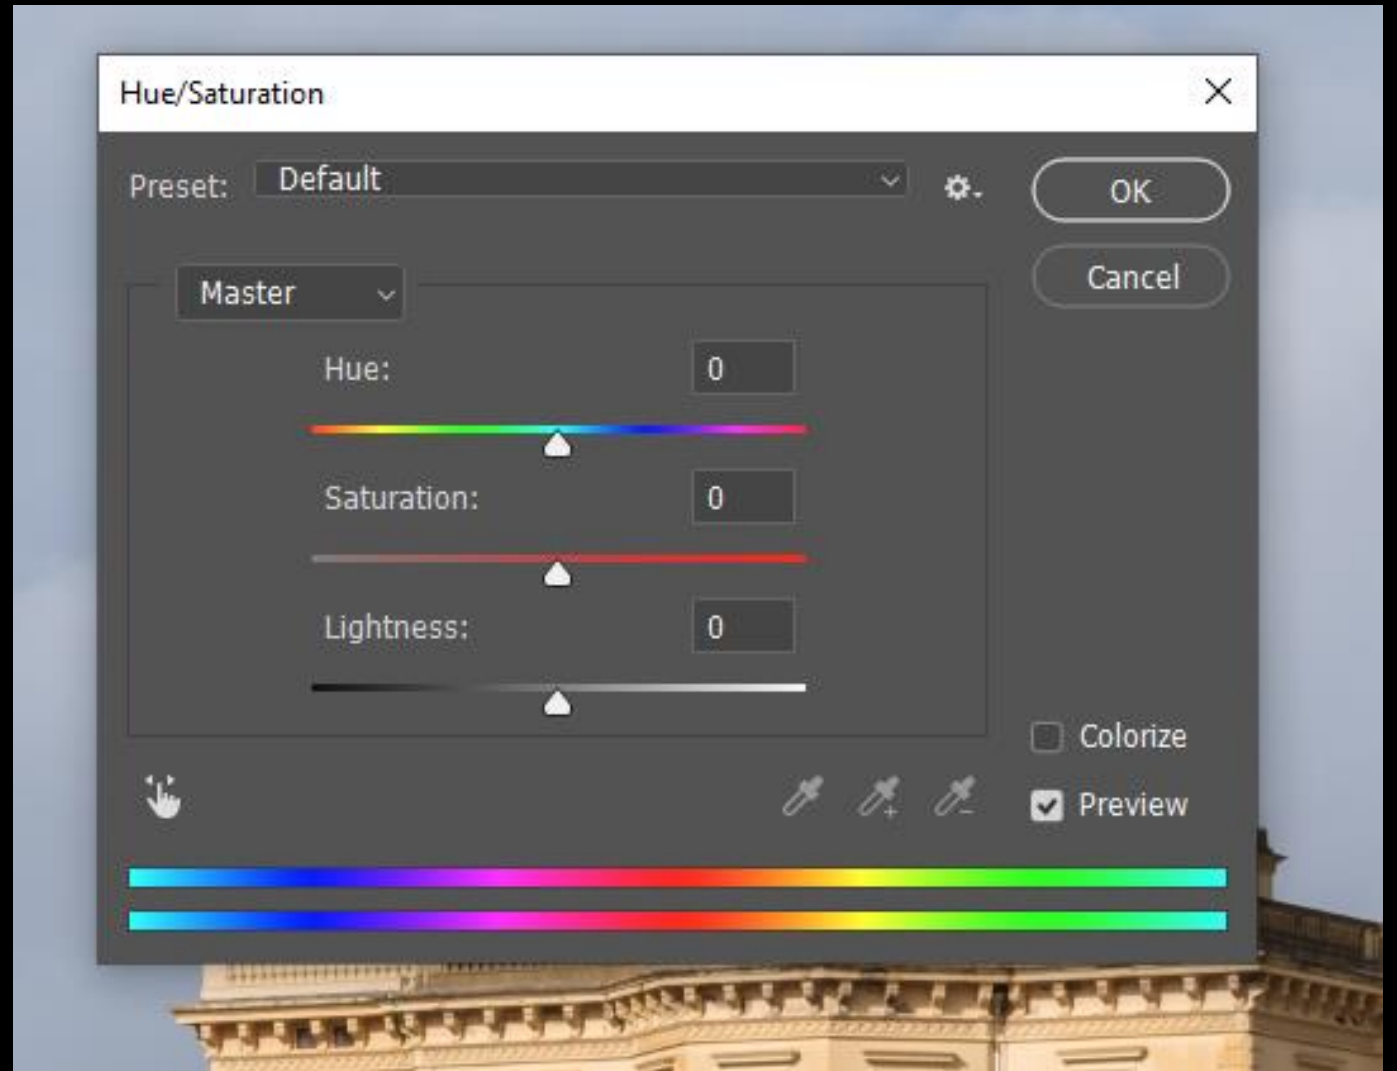 Hue/Saturation
Preset: Default
OK
Cancel
Master
Hue: 0
Saturation: 0
Lightness: 0
Colorize
Preview